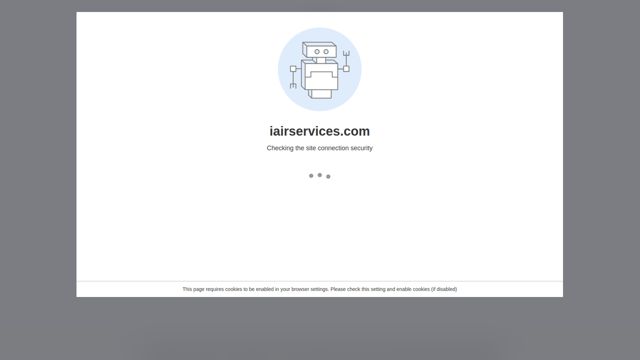 iairservices.com
Checking the site connection security
This page requires cookies to be enabled in your browser settings. Please check this setting and enable cookies (if disabled)